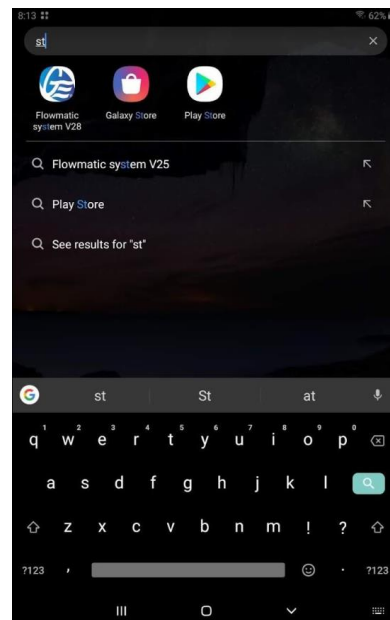 8:13
62%
st
Flowmatic
system V28
Galaxy Store
Play Store
Flowmatic system V25
Play Store
See results for "st"
st St at
1 2 3 4 5 6 7 8 9 0
q w e r t y u i o p
a s d f g h j k l
z x c v b n m ! ?
?123 , . ?123